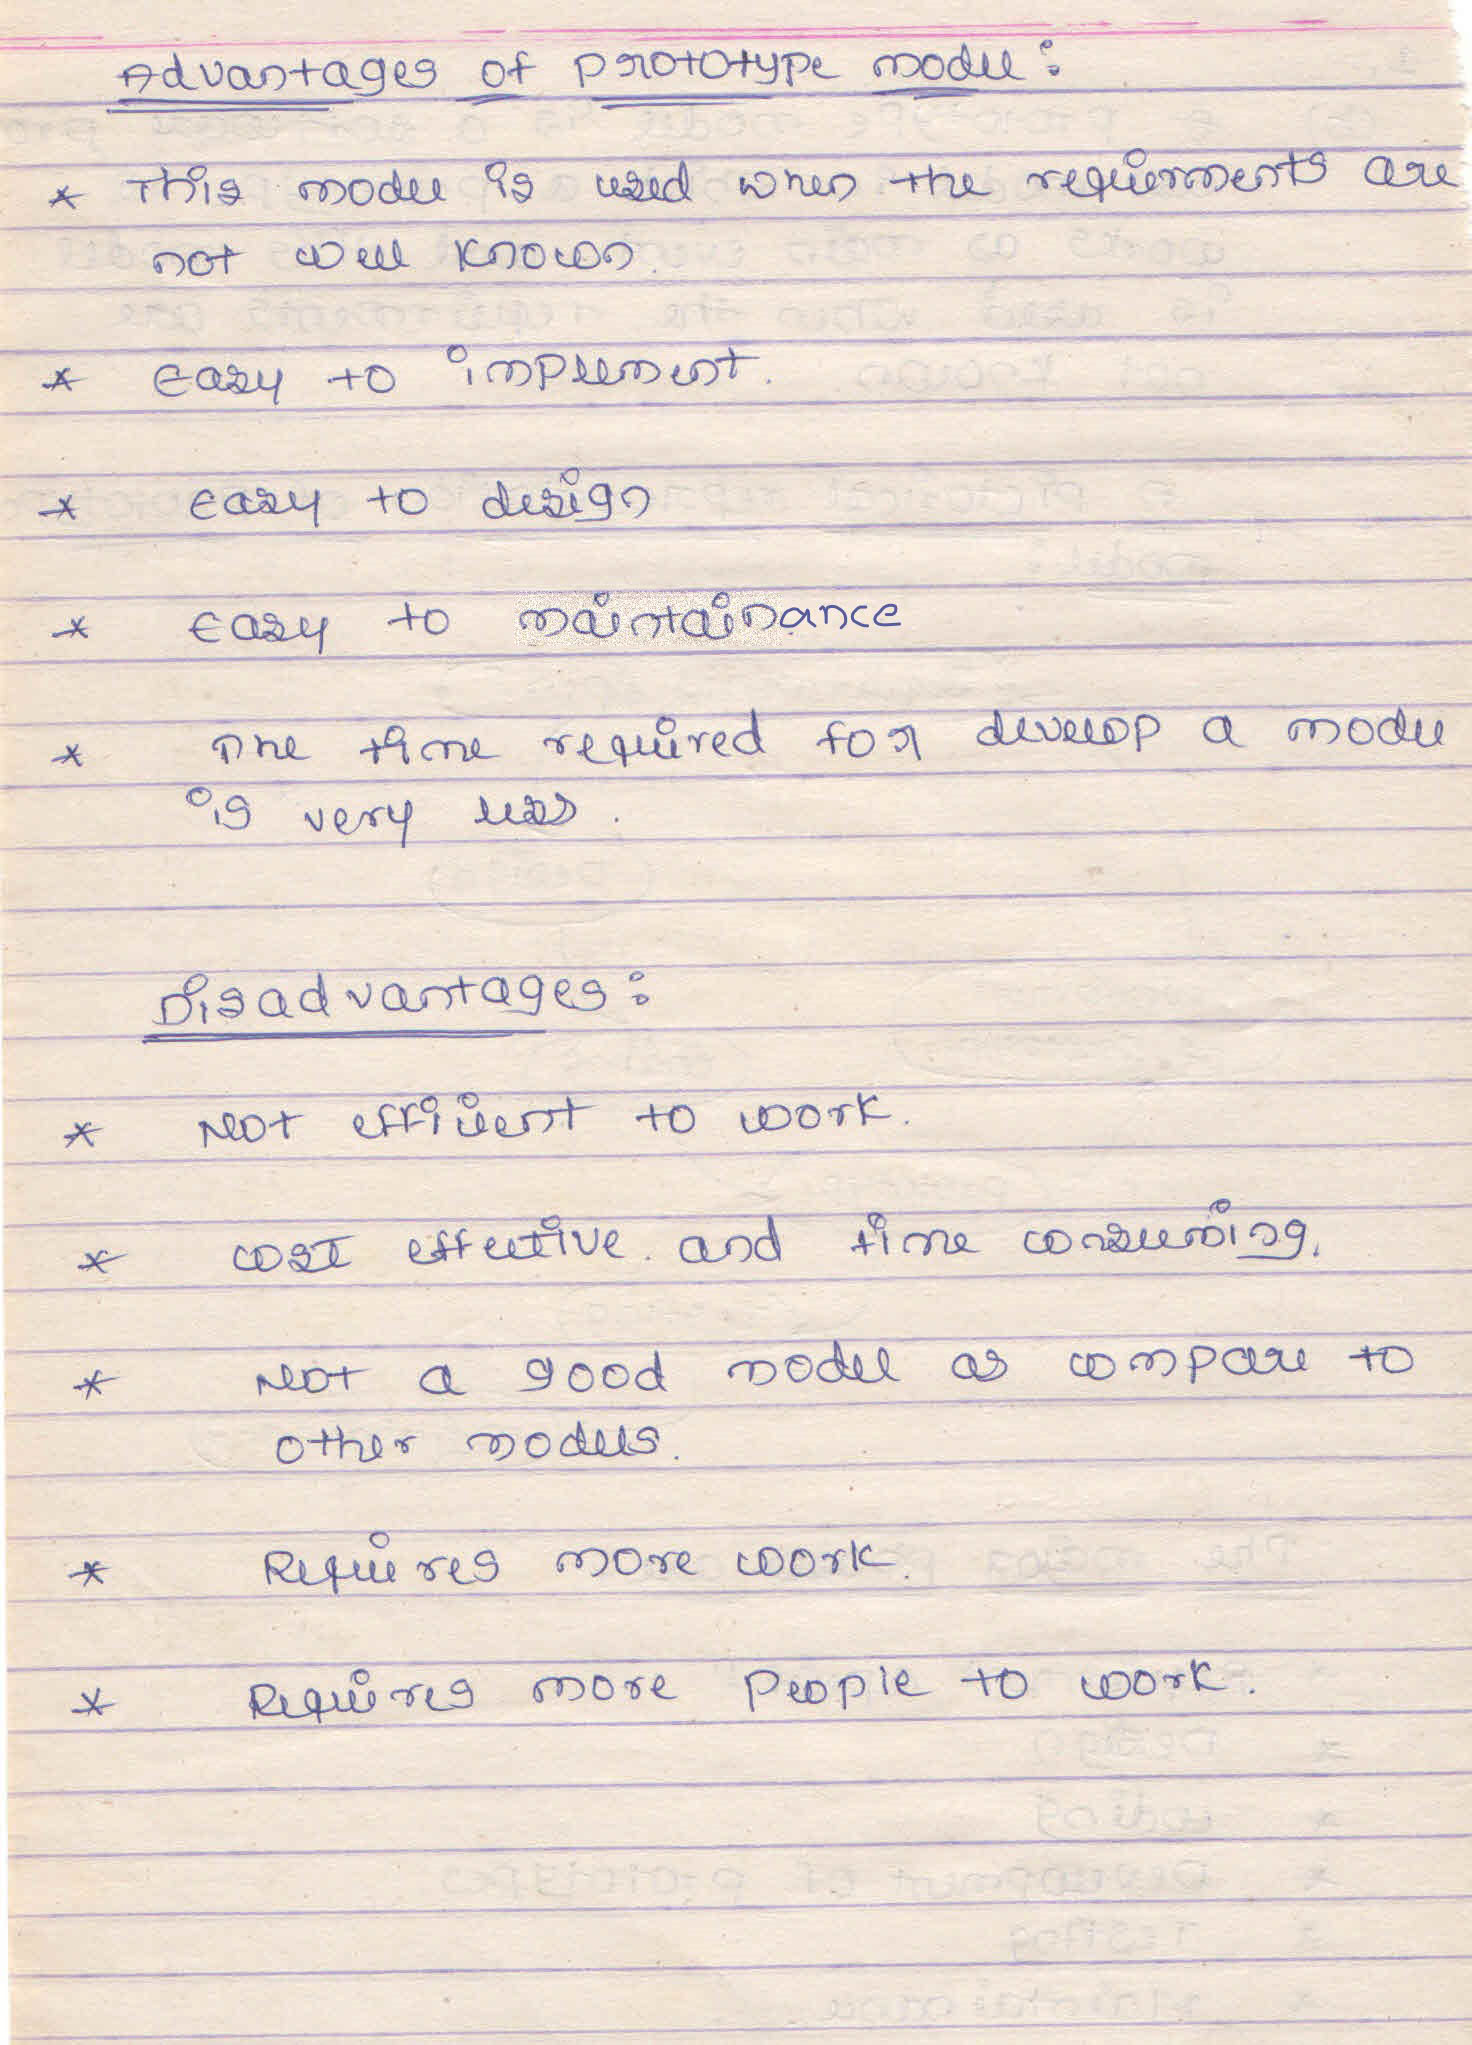 Advantages of prototype model:
* This model is used when the requierments are
not well known.
* Easy to implement.
* Easy to design
* Easy to maintainance
* The time required for develop a model
is very less.
Disadvantages:
* Not efficient to work.
* cost effective and time consuming.
* Not a good model as compare to
other models.
* Requires more work.
* Requires more people to work.